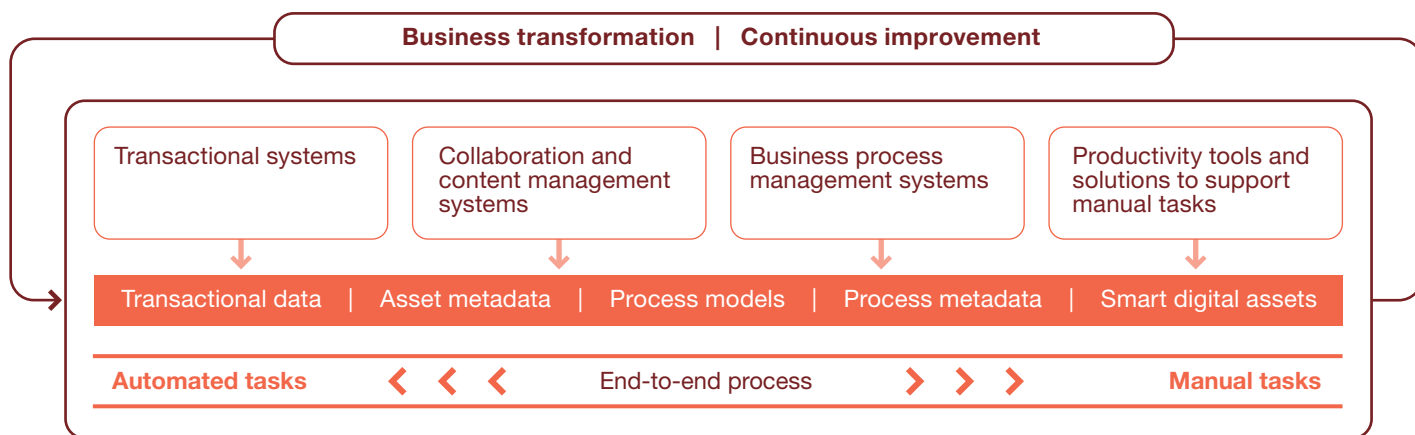 Business transformation | Continuous improvement
Transactional systems
Collaboration and
content management
systems
Business process
management systems
Productivity tools and
solutions to support
manual tasks
Transactional data | Asset metadata | Process models | Process metadata | Smart digital assets
Automated tasks
End-to-end process
Manual tasks